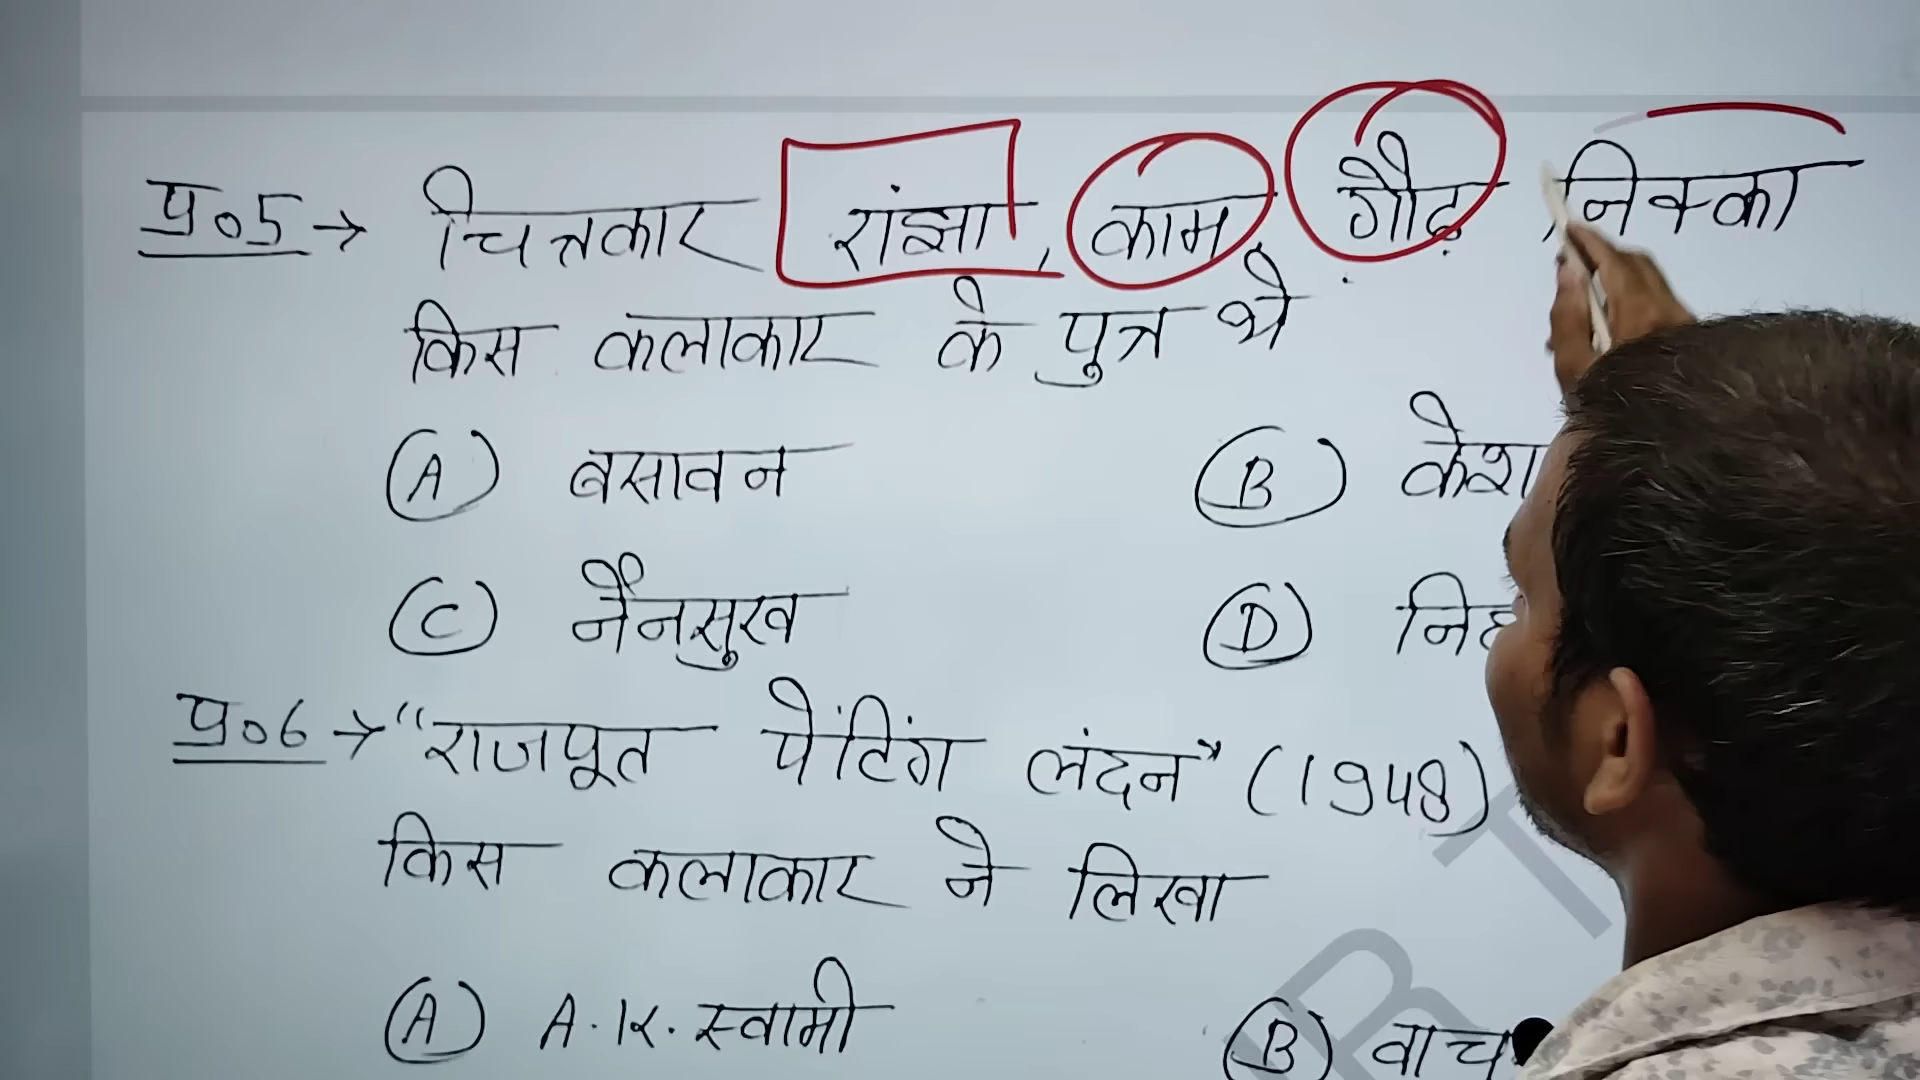 प्र०5→ चित्रकार रांझा, काम, गौढ़ निक्का
किस कलाकार के पुत्र थे
(A) बसावन (B)
(C) नैनसुख (D)
प्र०6→ "राजपूत पेंटिंग लंदन" (1948)
किस कलाकार ने लिखा
(A) A.K. स्वामी (B)